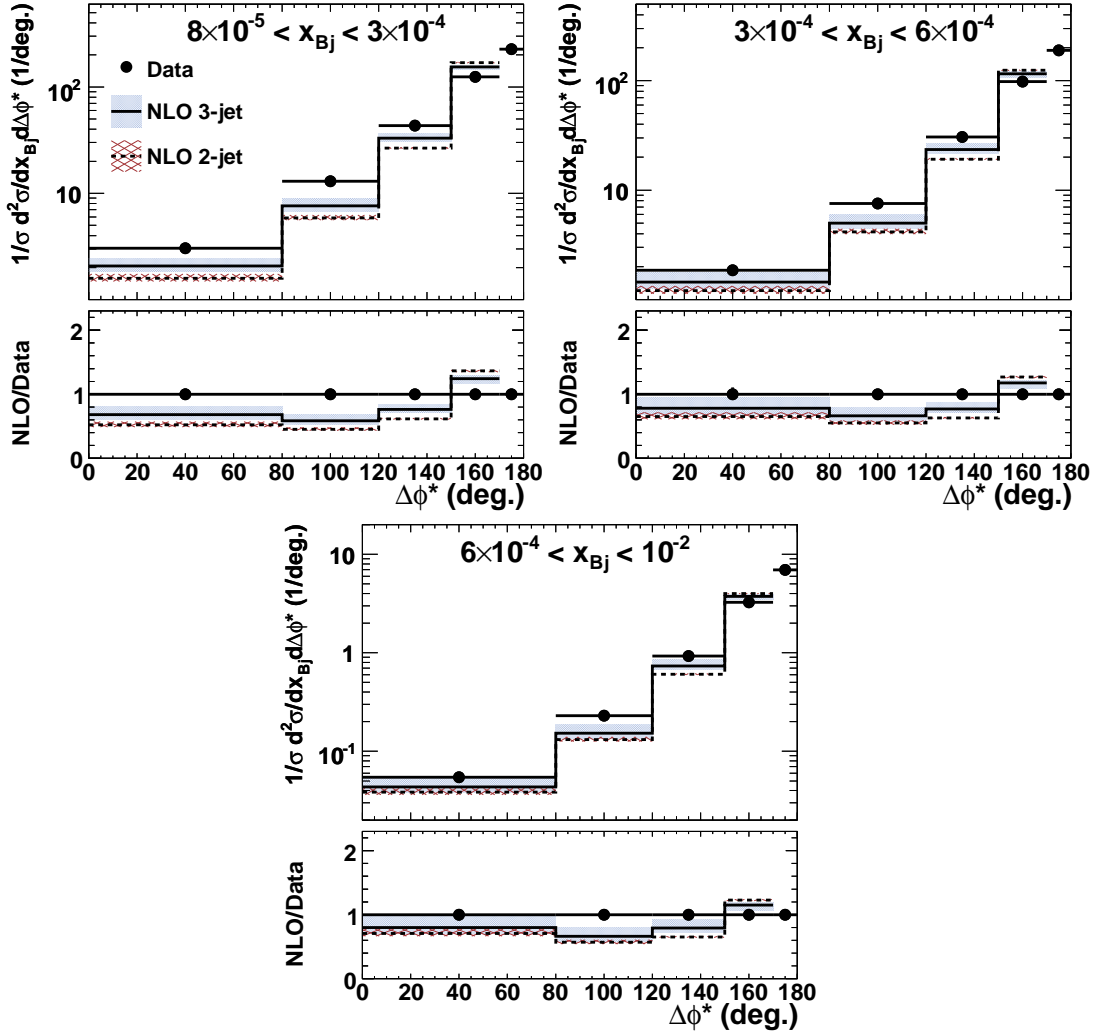 8×10⁻⁵ < x_Bj < 3×10⁻⁴
1/σ d²σ/dx_Bj dΔϕ* (1/deg.)
10²
10
Data
NLO 3-jet
NLO 2-jet
NLO/Data
2
1
0
0 20 40 60 80 100 120 140 160 180
Δϕ* (deg.)
3×10⁻⁴ < x_Bj < 6×10⁻⁴
1/σ d²σ/dx_Bj dΔϕ* (1/deg.)
10²
10
NLO/Data
2
1
0
0 20 40 60 80 100 120 140 160 180
Δϕ* (deg.)
6×10⁻⁴ < x_Bj < 10⁻²
1/σ d²σ/dx_Bj dΔϕ* (1/deg.)
10
1
10⁻¹
NLO/Data
2
1
0
0 20 40 60 80 100 120 140 160 180
Δϕ* (deg.)